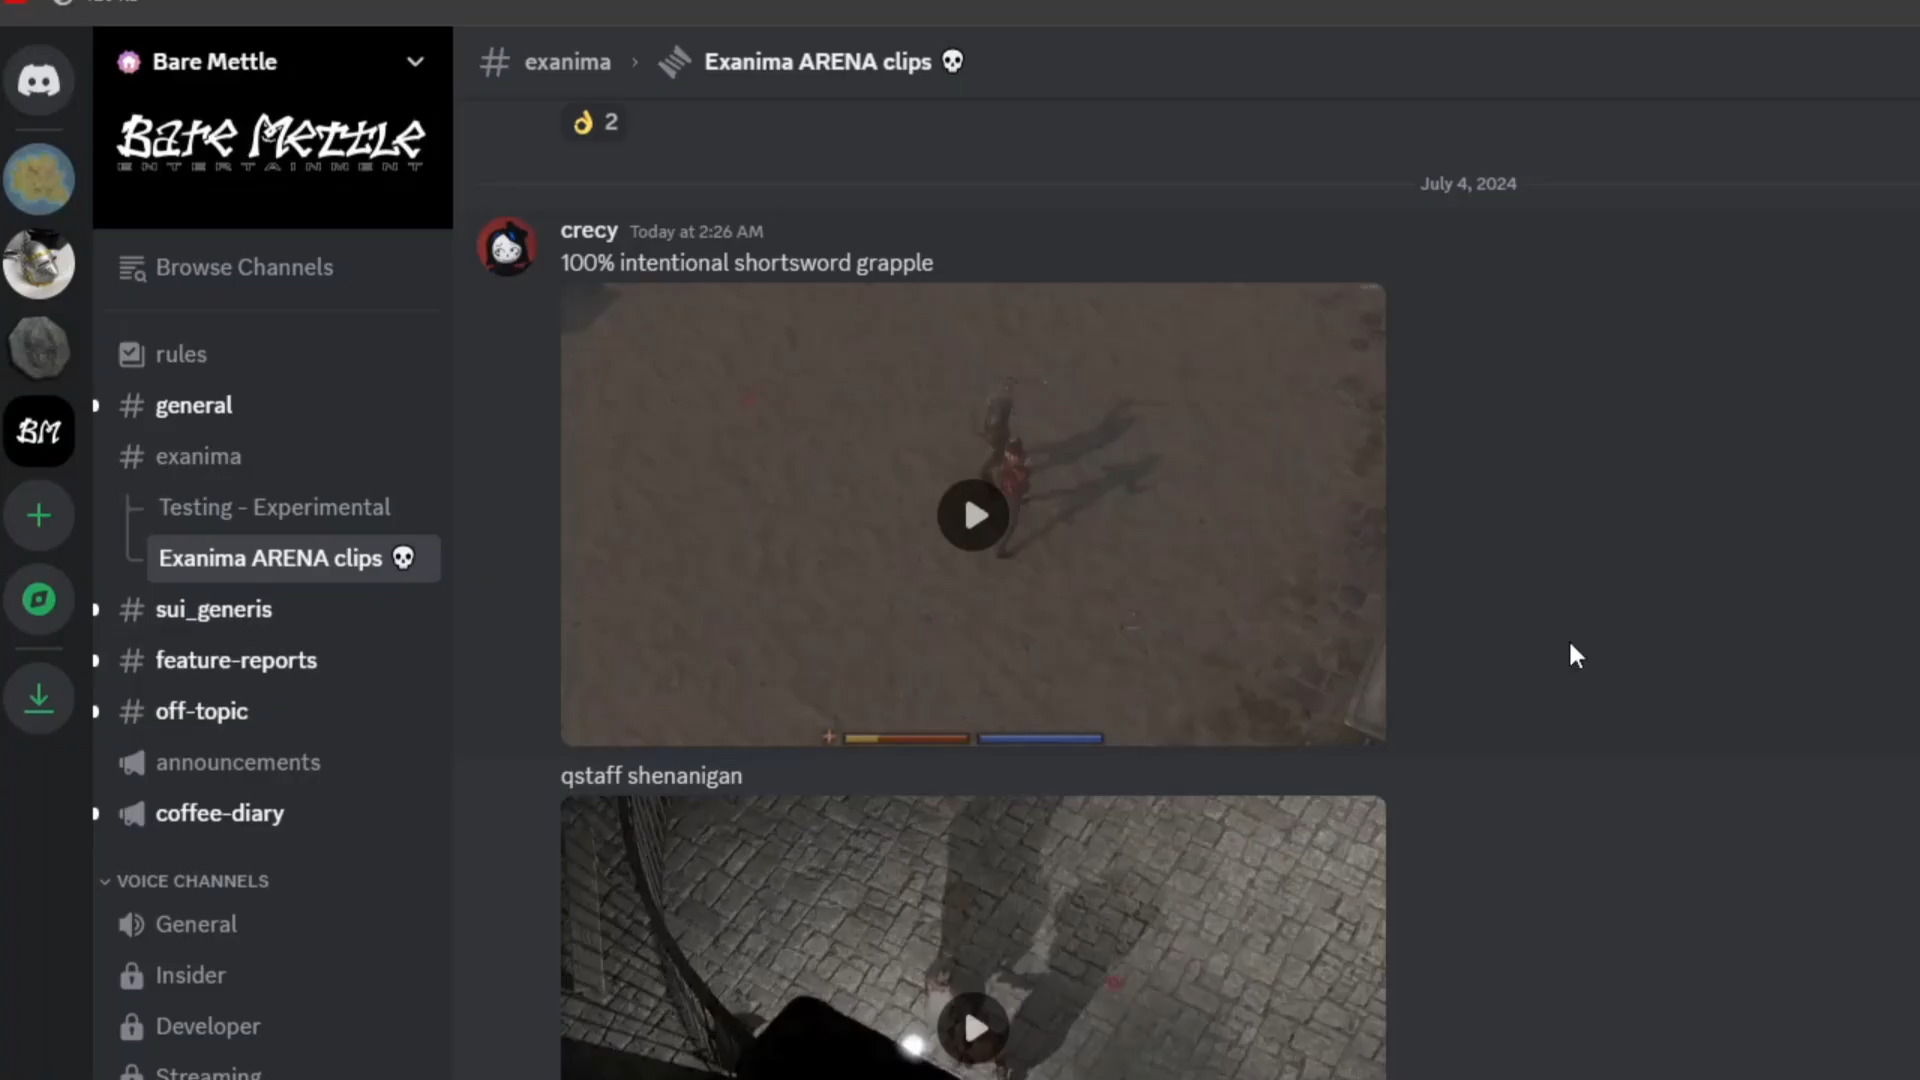 Bare Mettle
Bare Mettle
ENTERTAINMENT
Browse Channels
rules
general
exanima
Testing - Experimental
Exanima ARENA clips 💀
sui_generis
feature-reports
off-topic
announcements
coffee-diary
VOICE CHANNELS
General
Insider
Developer
Streaming
BM
# exanima › Exanima ARENA clips 💀
👌 2
July 4, 2024
crecy Today at 2:26 AM
100% intentional shortsword grapple
qstaff shenanigan